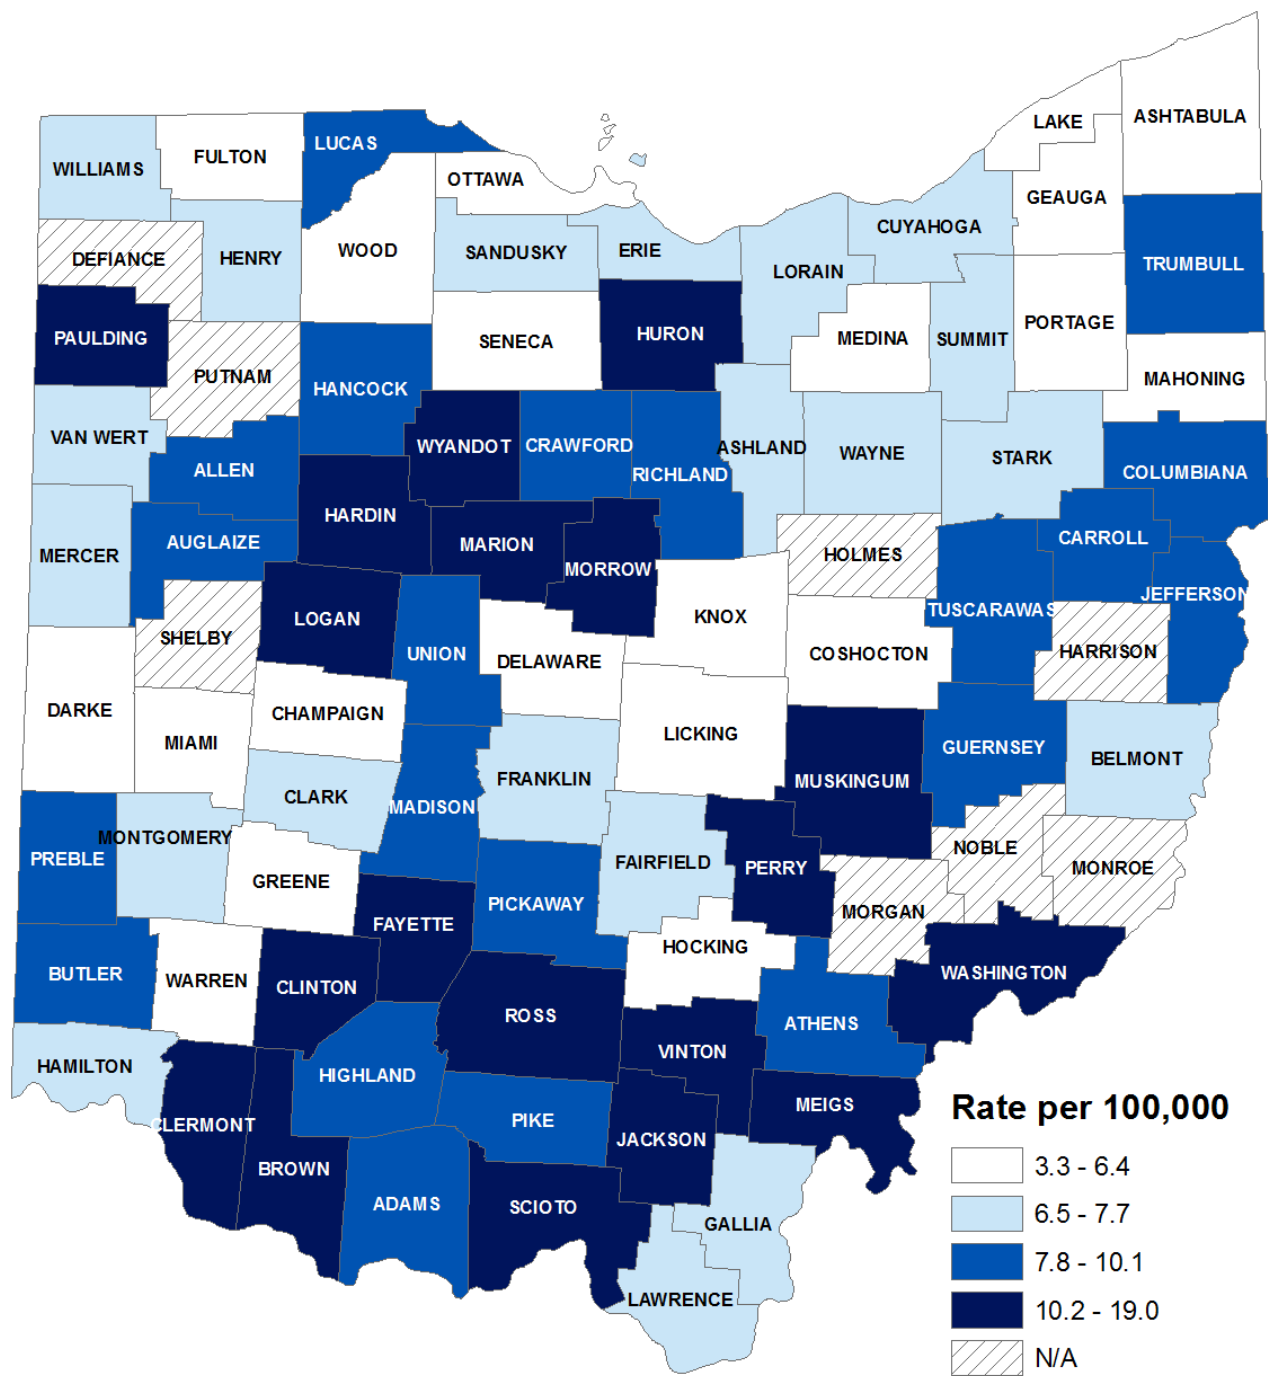 LAKE
ASHTABULA
LUCAS
FULTON
WILLIAMS
OTTAWA
GEAUGA
CUYAHOGA
WOOD
SANDUSKY
ERIE
DEFIANCE
HENRY
LORAIN
TRUMBULL
PAULDING
HURON
SENECA
MEDINA
SUMMIT
PORTAGE
PUTNAM
MAHONING
HANCOCK
VAN WERT
WYANDOT
CRAWFORD
ASHLAND
WAYNE
STARK
ALLEN
RICHLAND
COLUMBIANA
HARDIN
MERCER
AUGLAIZE
MARION
MORROW
HOLMES
CARROLL
JEFFERSON
TUSCARAWAS
LOGAN
KNOX
SHELBY
UNION
DELAWARE
COSHOCTON
HARRISON
DARKE
CHAMPAIGN
MIAMI
LICKING
GUERNSEY
BELMONT
FRANKLIN
MUSKINGUM
CLARK
MADISON
MONTGOMERY
PREBLE
NOBLE
FAIRFIELD
PERRY
MONROE
GREENE
PICKAWAY
MORGAN
FAYETTE
HOCKING
BUTLER
WARREN
CLINTON
WASHINGTON
ROSS
ATHENS
VINTON
HAMILTON
HIGHLAND
MEIGS
CLERMONT
PIKE
JACKSON
BROWN
ADAMS
SCIOTO
GALLIA
LAWRENCE
Rate per 100,000
3.3 - 6.4
6.5 - 7.7
7.8 - 10.1
10.2 - 19.0
N/A